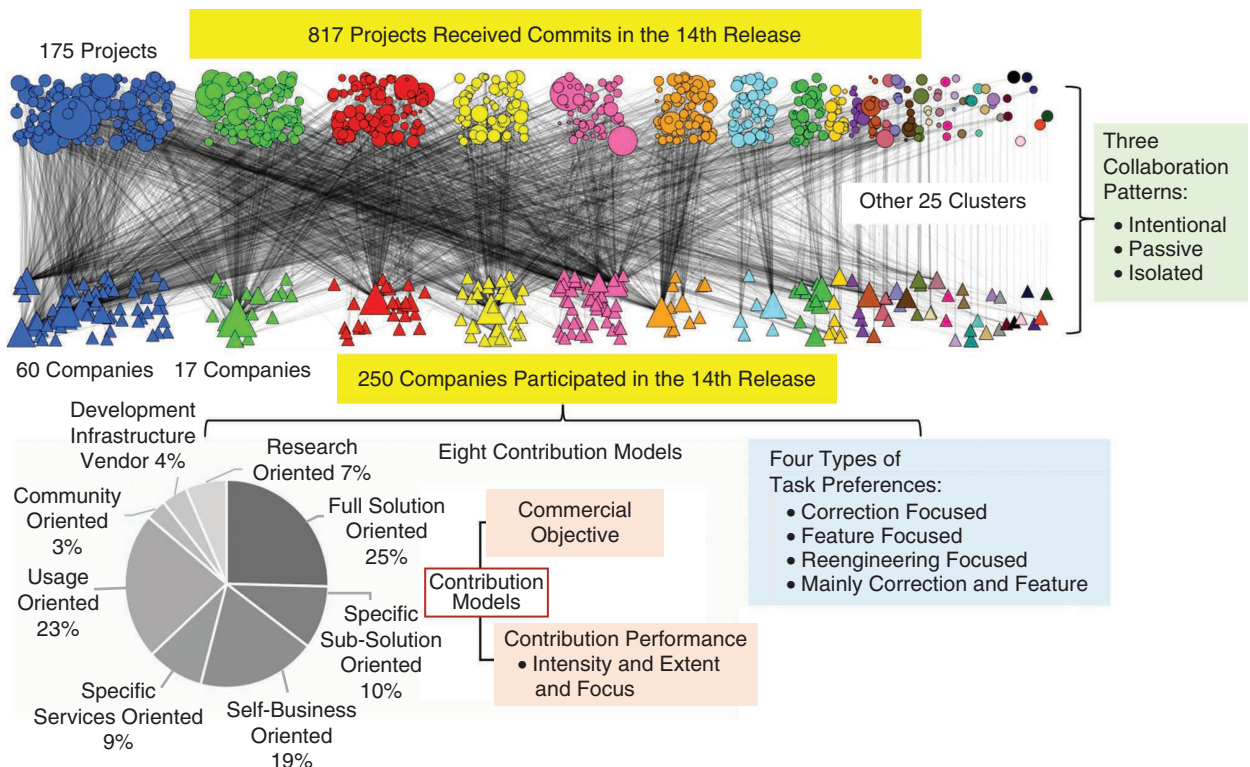 175 Projects
817 Projects Received Commits in the 14th Release
Other 25 Clusters
Three
Collaboration
Patterns:
• Intentional
• Passive
• Isolated
60 Companies
17 Companies
250 Companies Participated in the 14th Release
Development
Infrastructure
Vendor 4%
Research
Oriented 7%
Community
Oriented
3%
Full Solution
Oriented
25%
Usage
Oriented
23%
Specific
Sub-Solution
Oriented
10%
Specific
Services Oriented
9%
Self-Business
Oriented
19%
Eight Contribution Models
Commercial
Objective
Contribution
Models
Contribution Performance
• Intensity and Extent
and Focus
Four Types of
Task Preferences:
• Correction Focused
• Feature Focused
• Reengineering Focused
• Mainly Correction and Feature